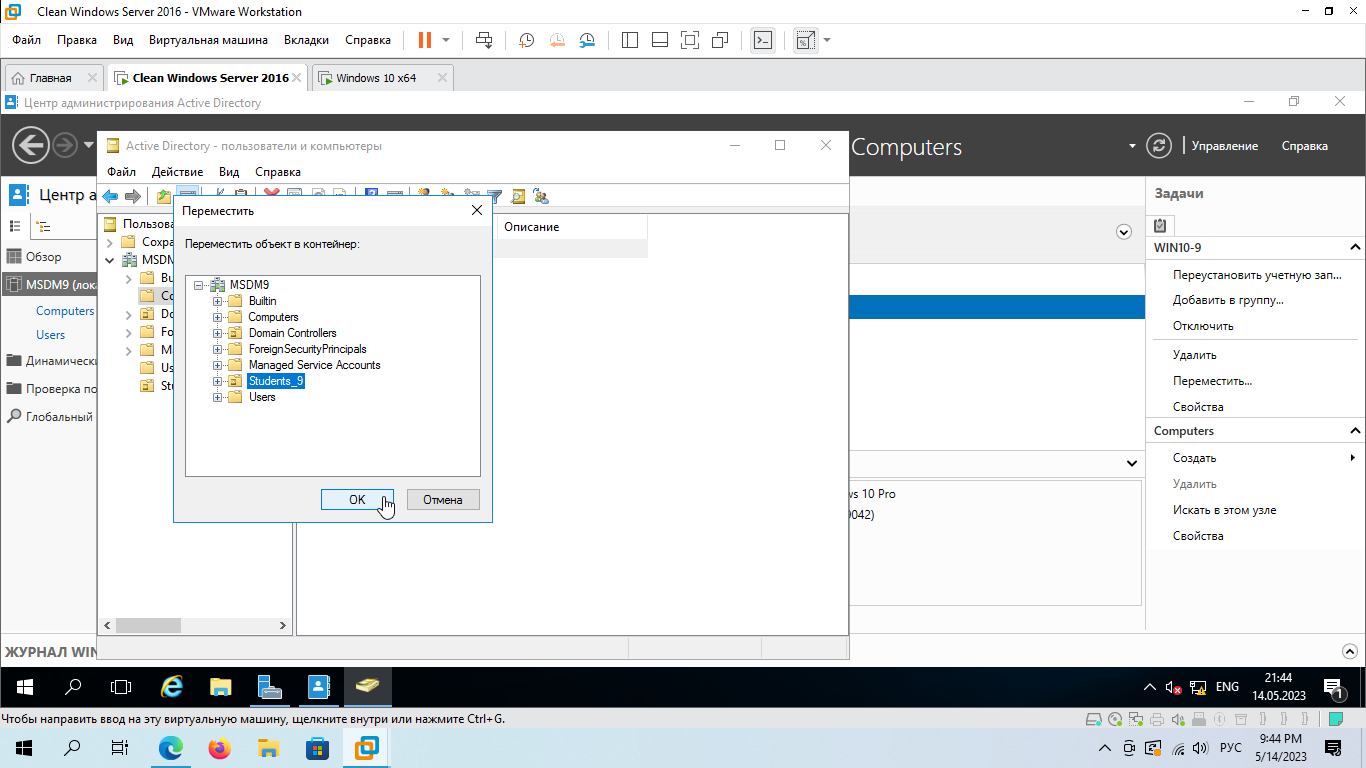 Clean Windows Server 2016 - VMware Workstation
Файл Правка Вид Виртуальная машина Вкладки Справка
Главная Clean Windows Server 2016 Windows 10 x64
Центр администрирования Active Directory
Computers Управление Справка
Центр а
Обзор
MSDM9 (лок
Computers
Users
Динамическ
Проверка по
Глобальный
Active Directory - пользователи и компьютеры
Файл Действие Вид Справка
Пользова
Сохра
MSDM
Bu
Co
Do
Fo
Ma
Us
St
Описание
Переместить
Переместить объект в контейнер:
MSDM9
Builtin
Computers
Domain Controllers
ForeignSecurityPrincipals
Managed Service Accounts
Students_9
Users
OK Отмена
ws 10 Pro
9042)
Задачи
WIN10-9
Переустановить учетную зап...
Добавить в группу...
Отключить
Удалить
Переместить...
Свойства
Computers
Создать
Удалить
Искать в этом узле
Свойства
ЖУРНАЛ WIN
ENG 21:44
14.05.2023
1
Чтобы направить ввод на эту виртуальную машину, щелкните внутри или нажмите Ctrl+G.
РУС 9:44 PM
5/14/2023